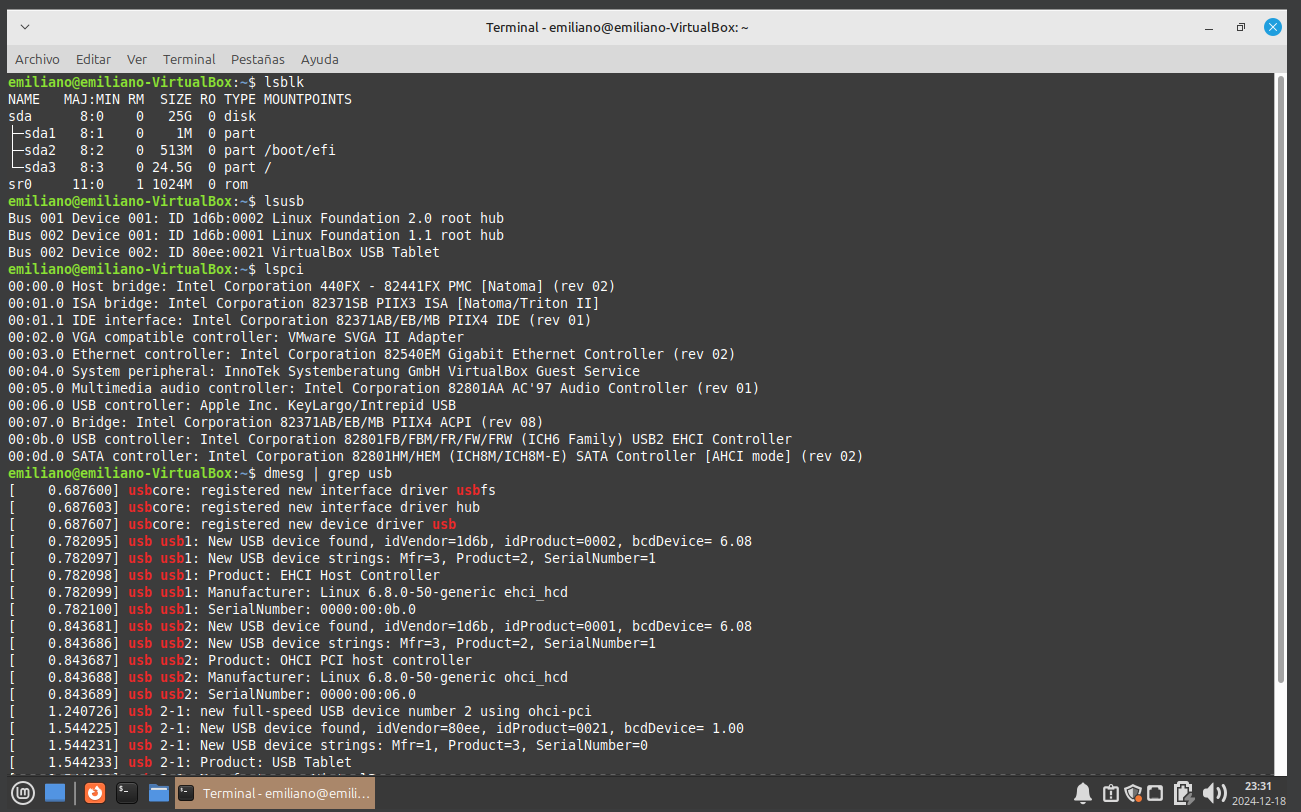 Terminal - emiliano@emiliano-VirtualBox: ~
Archivo Editar Ver Terminal Pestañas Ayuda
emiliano@emiliano-VirtualBox:~$ lsblk
NAME   MAJ:MIN RM  SIZE RO TYPE MOUNTPOINTS
sda      8:0    0   25G  0 disk
├─sda1   8:1    0    1M  0 part
├─sda2   8:2    0  513M  0 part /boot/efi
└─sda3   8:3    0 24.5G  0 part /
sr0     11:0    1 1024M  0 rom
emiliano@emiliano-VirtualBox:~$ lsusb
Bus 001 Device 001: ID 1d6b:0002 Linux Foundation 2.0 root hub
Bus 002 Device 001: ID 1d6b:0001 Linux Foundation 1.1 root hub
Bus 002 Device 002: ID 80ee:0021 VirtualBox USB Tablet
emiliano@emiliano-VirtualBox:~$ lspci
00:00.0 Host bridge: Intel Corporation 440FX - 82441FX PMC [Natoma] (rev 02)
00:01.0 ISA bridge: Intel Corporation 82371SB PIIX3 ISA [Natoma/Triton II]
00:01.1 IDE interface: Intel Corporation 82371AB/EB/MB PIIX4 IDE (rev 01)
00:02.0 VGA compatible controller: VMware SVGA II Adapter
00:03.0 Ethernet controller: Intel Corporation 82540EM Gigabit Ethernet Controller (rev 02)
00:04.0 System peripheral: InnoTek Systemberatung GmbH VirtualBox Guest Service
00:05.0 Multimedia audio controller: Intel Corporation 82801AA AC'97 Audio Controller (rev 01)
00:06.0 USB controller: Apple Inc. KeyLargo/Intrepid USB
00:07.0 Bridge: Intel Corporation 82371AB/EB/MB PIIX4 ACPI (rev 08)
00:0b.0 USB controller: Intel Corporation 82801FB/FBM/FR/FW/FRW (ICH6 Family) USB2 EHCI Controller
00:0d.0 SATA controller: Intel Corporation 82801HM/HEM (ICH8M/ICH8M-E) SATA Controller [AHCI mode] (rev 02)
emiliano@emiliano-VirtualBox:~$ dmesg | grep usb
[    0.687600] usbcore: registered new interface driver usbfs
[    0.687603] usbcore: registered new interface driver hub
[    0.687607] usbcore: registered new device driver usb
[    0.782095] usb usb1: New USB device found, idVendor=1d6b, idProduct=0002, bcdDevice= 6.08
[    0.782097] usb usb1: New USB device strings: Mfr=3, Product=2, SerialNumber=1
[    0.782098] usb usb1: Product: EHCI Host Controller
[    0.782099] usb usb1: Manufacturer: Linux 6.8.0-50-generic ehci_hcd
[    0.782100] usb usb1: SerialNumber: 0000:00:0b.0
[    0.843681] usb usb2: New USB device found, idVendor=1d6b, idProduct=0001, bcdDevice= 6.08
[    0.843686] usb usb2: New USB device strings: Mfr=3, Product=2, SerialNumber=1
[    0.843687] usb usb2: Product: OHCI PCI host controller
[    0.843688] usb usb2: Manufacturer: Linux 6.8.0-50-generic ohci_hcd
[    0.843689] usb usb2: SerialNumber: 0000:00:06.0
[    1.240726] usb 2-1: new full-speed USB device number 2 using ohci-pci
[    1.544225] usb 2-1: New USB device found, idVendor=80ee, idProduct=0021, bcdDevice= 1.00
[    1.544231] usb 2-1: New USB device strings: Mfr=1, Product=3, SerialNumber=0
[    1.544233] usb 2-1: Product: USB Tablet
Terminal - emiliano@emili...
23:31
2024-12-18